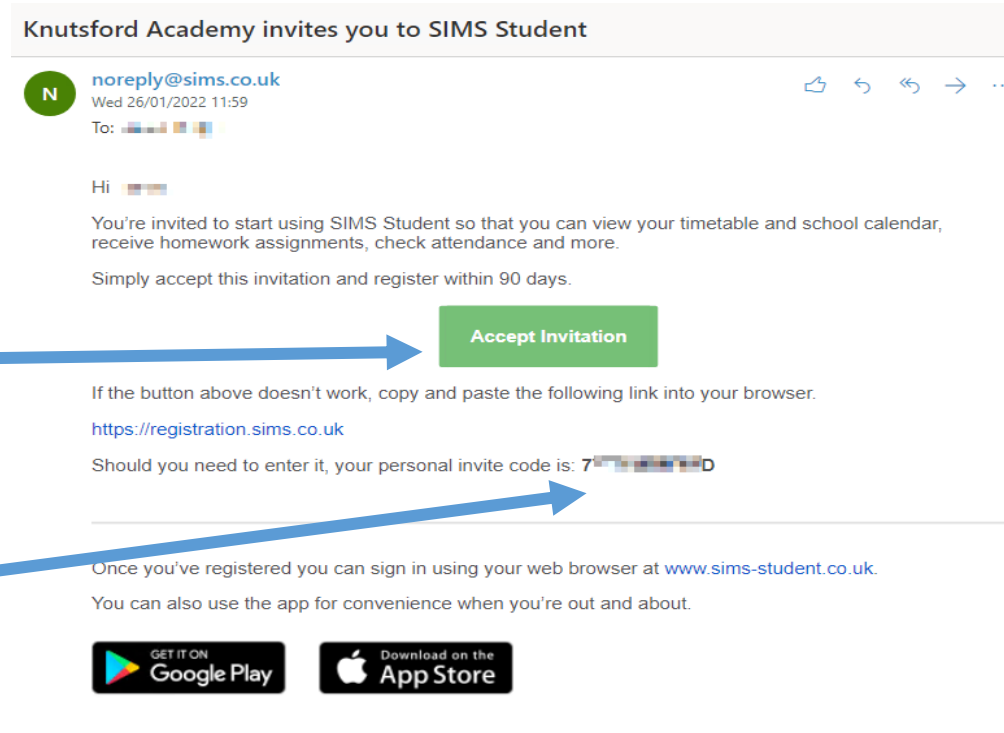 Knutsford Academy invites you to SIMS Student
N
noreply@sims.co.uk
Wed 26/01/2022 11:59
To:
Hi
You're invited to start using SIMS Student so that you can view your timetable and school calendar,
receive homework assignments, check attendance and more.
Simply accept this invitation and register within 90 days.
Accept Invitation
If the button above doesn't work, copy and paste the following link into your browser.
https://registration.sims.co.uk
Should you need to enter it, your personal invite code is: 7 D
Once you've registered you can sign in using your web browser at www.sims-student.co.uk.
You can also use the app for convenience when you're out and about.
GET IT ON
Google Play
Download on the
App Store